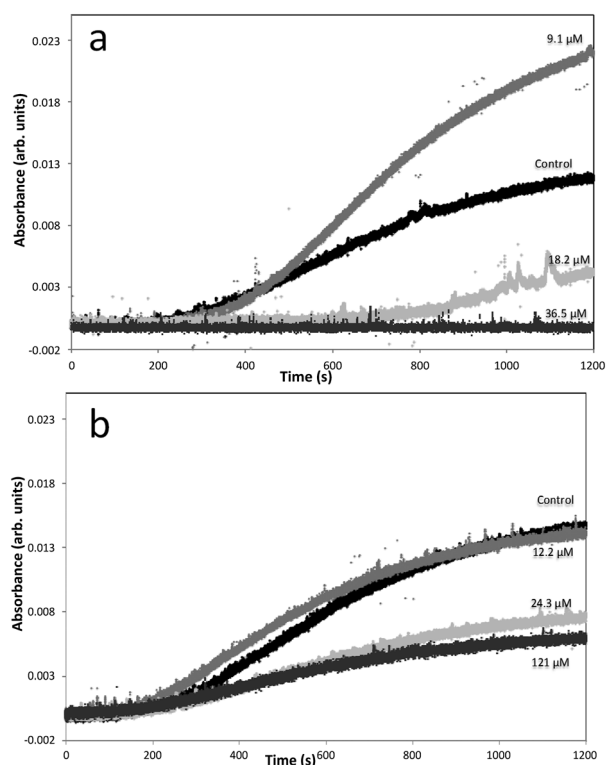 a
0.023
0.018
0.013
0.008
0.003
-0.002
Absorbance (arb. units)
9.1 µM
Control
18.2 µM
36.5 µM
0 200 400 600 800 1000 1200
Time (s)
b
0.023
0.018
0.013
0.008
0.003
-0.002
Absorbance (arb. units)
Control
12.2 µM
24.3 µM
121 µM
0 200 400 600 800 1000 1200
Time (s)